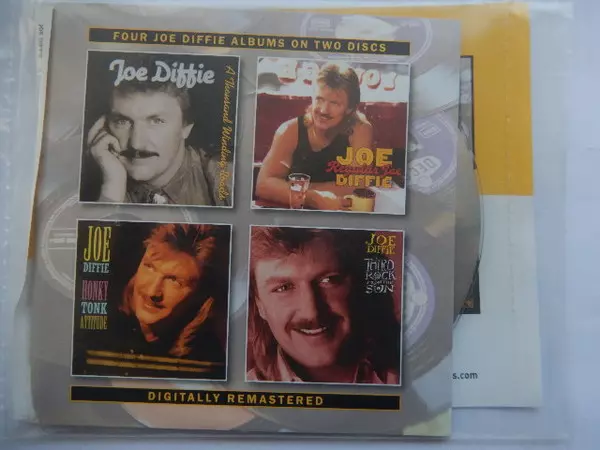 FOUR JOE DIFFIE ALBUMS ON TWO DISCS
Joe Diffie
A Thousand Winding Roads
JOE
Regular Joe
DIFFIE
JOE
DIFFIE
HONKY
TONK
ATTITUDE
JOE
DIFFIE
THIRD
ROCK
FROM THE
SUN
DIGITALLY REMASTERED
s.com